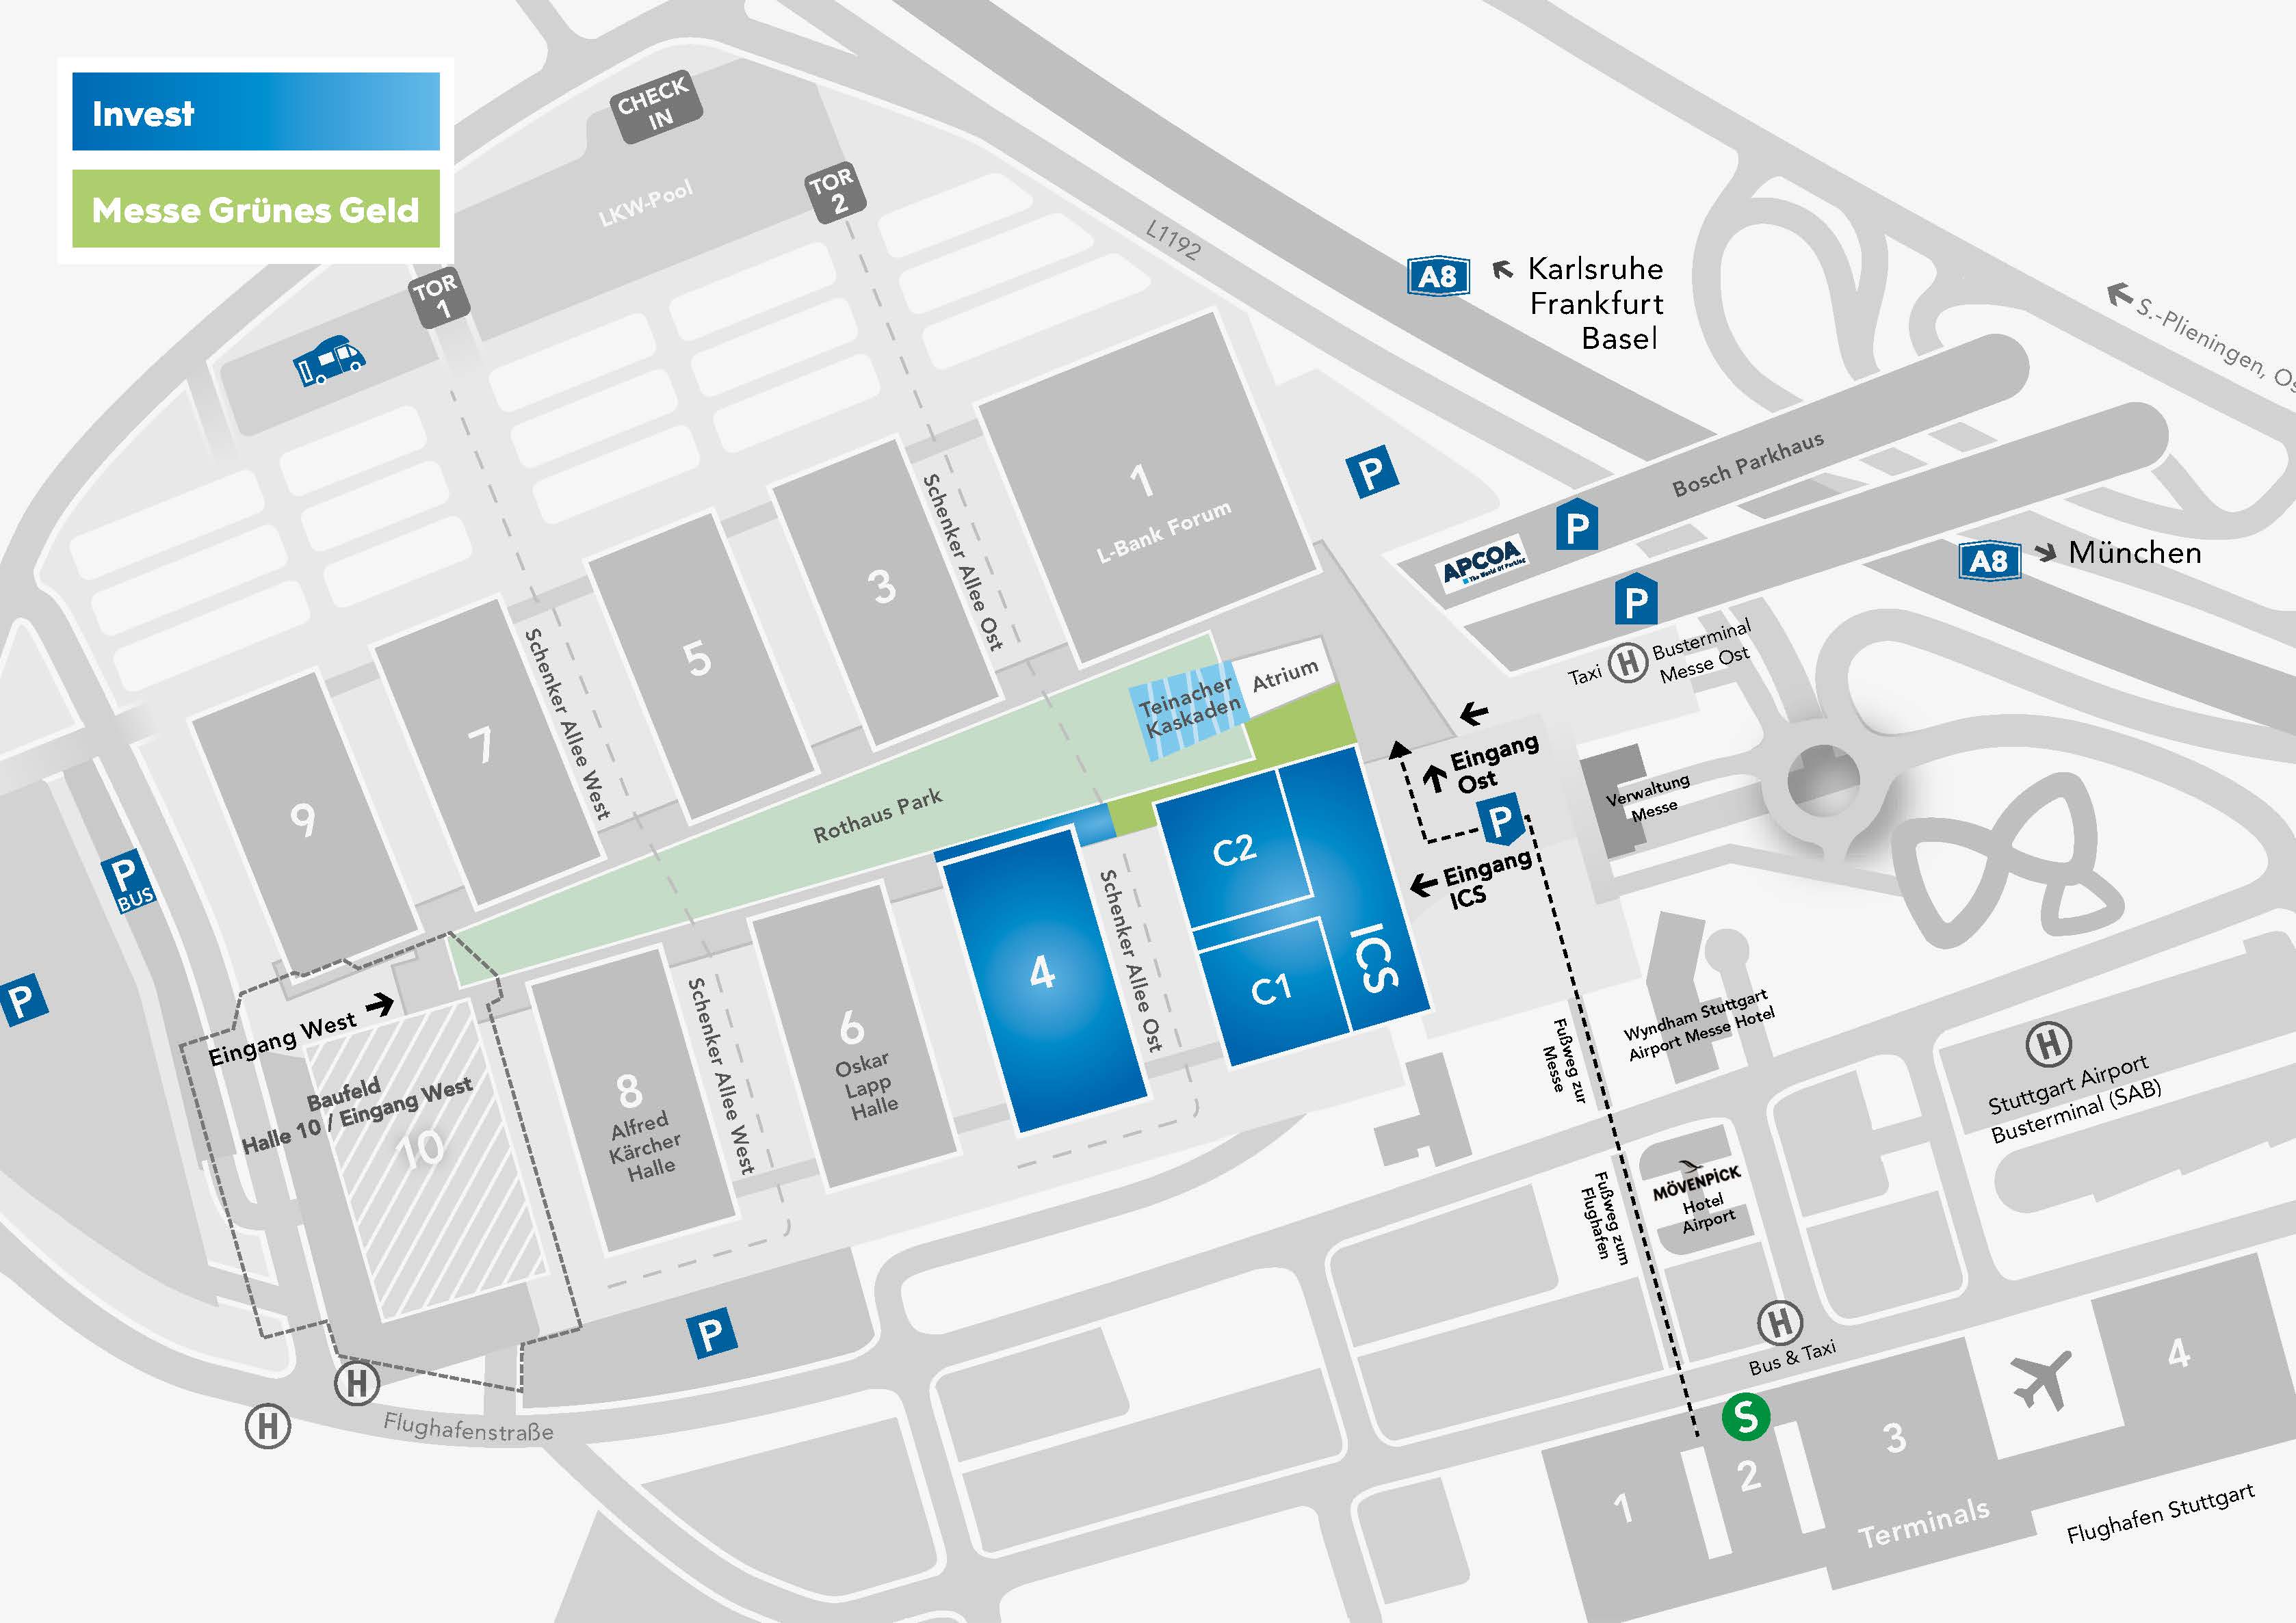 Invest
Messe Grünes Geld
CHECK
IN
LKW-Pool
TOR
2
TOR
1
L1192
A8
Karlsruhe
Frankfurt
Basel
S.-Plieningen, Os
Bosch Parkhaus
P
P
APCOA
The World Of Parking
P
A8
München
Taxi
H
Busterminal
Messe Ost
1
L-Bank Forum
3
5
7
9
Schenker Allee Ost
Schenker Allee West
Teinacher
Kaskaden
Atrium
Rothaus Park
Eingang
Ost
P
Eingang
ICS
Verwaltung
Messe
C2
C1
ICS
4
Schenker Allee Ost
6
Oskar
Lapp
Halle
Schenker Allee West
8
Alfred
Kärcher
Halle
P
BUS
P
Eingang West
Baufeld
Halle 10 / Eingang West
10
Wyndham Stuttgart
Airport Messe Hotel
Fußweg zur
Messe
Fußweg zum
Flughafen
MÖVENPICK
Hotel
Airport
H
Stuttgart Airport
Busterminal (SAB)
P
H
H
Flughafenstraße
H
Bus & Taxi
S
1
2
3
4
Terminals
Flughafen Stuttgart